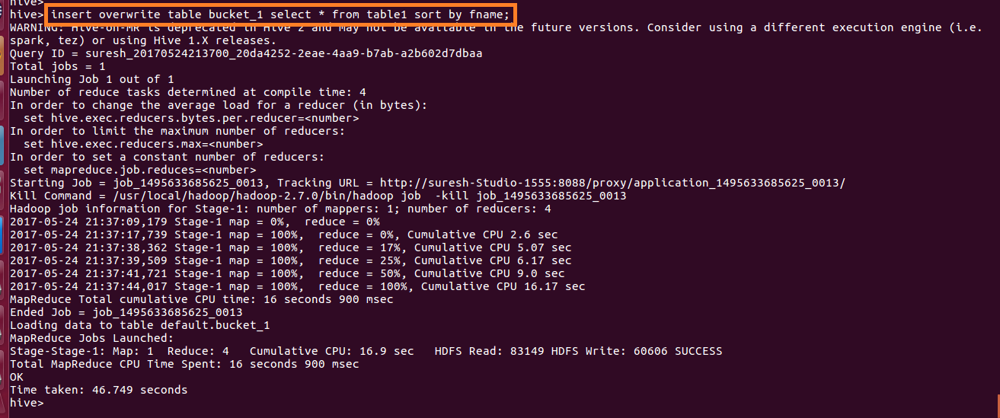 hive>
hive> insert overwrite table bucket_1 select * from table1 sort by fname;
WARNING: Hive-on-MR is deprecated in Hive 2 and may not be available in the future versions. Consider using a different execution engine (i.e.
spark, tez) or using Hive 1.X releases.
Query ID = suresh_20170524213700_20da4252-2eae-4aa9-b7ab-a2b602d7dbaa
Total jobs = 1
Launching Job 1 out of 1
Number of reduce tasks determined at compile time: 4
In order to change the average load for a reducer (in bytes):
  set hive.exec.reducers.bytes.per.reducer=<number>
In order to limit the maximum number of reducers:
  set hive.exec.reducers.max=<number>
In order to set a constant number of reducers:
  set mapreduce.job.reduces=<number>
Starting Job = job_1495633685625_0013, Tracking URL = http://suresh-Studio-1555:8088/proxy/application_1495633685625_0013/
Kill Command = /usr/local/hadoop/hadoop-2.7.0/bin/hadoop job  -kill job_1495633685625_0013
Hadoop job information for Stage-1: number of mappers: 1; number of reducers: 4
2017-05-24 21:37:09,179 Stage-1 map = 0%,  reduce = 0%
2017-05-24 21:37:17,739 Stage-1 map = 100%,  reduce = 0%, Cumulative CPU 2.6 sec
2017-05-24 21:37:38,362 Stage-1 map = 100%,  reduce = 17%, Cumulative CPU 5.07 sec
2017-05-24 21:37:39,509 Stage-1 map = 100%,  reduce = 25%, Cumulative CPU 6.17 sec
2017-05-24 21:37:41,721 Stage-1 map = 100%,  reduce = 50%, Cumulative CPU 9.0 sec
2017-05-24 21:37:44,017 Stage-1 map = 100%,  reduce = 100%, Cumulative CPU 16.17 sec
MapReduce Total cumulative CPU time: 16 seconds 900 msec
Ended Job = job_1495633685625_0013
Loading data to table default.bucket_1
MapReduce Jobs Launched:
Stage-Stage-1: Map: 1  Reduce: 4   Cumulative CPU: 16.9 sec   HDFS Read: 83149 HDFS Write: 60606 SUCCESS
Total MapReduce CPU Time Spent: 16 seconds 900 msec
OK
Time taken: 46.749 seconds
hive>